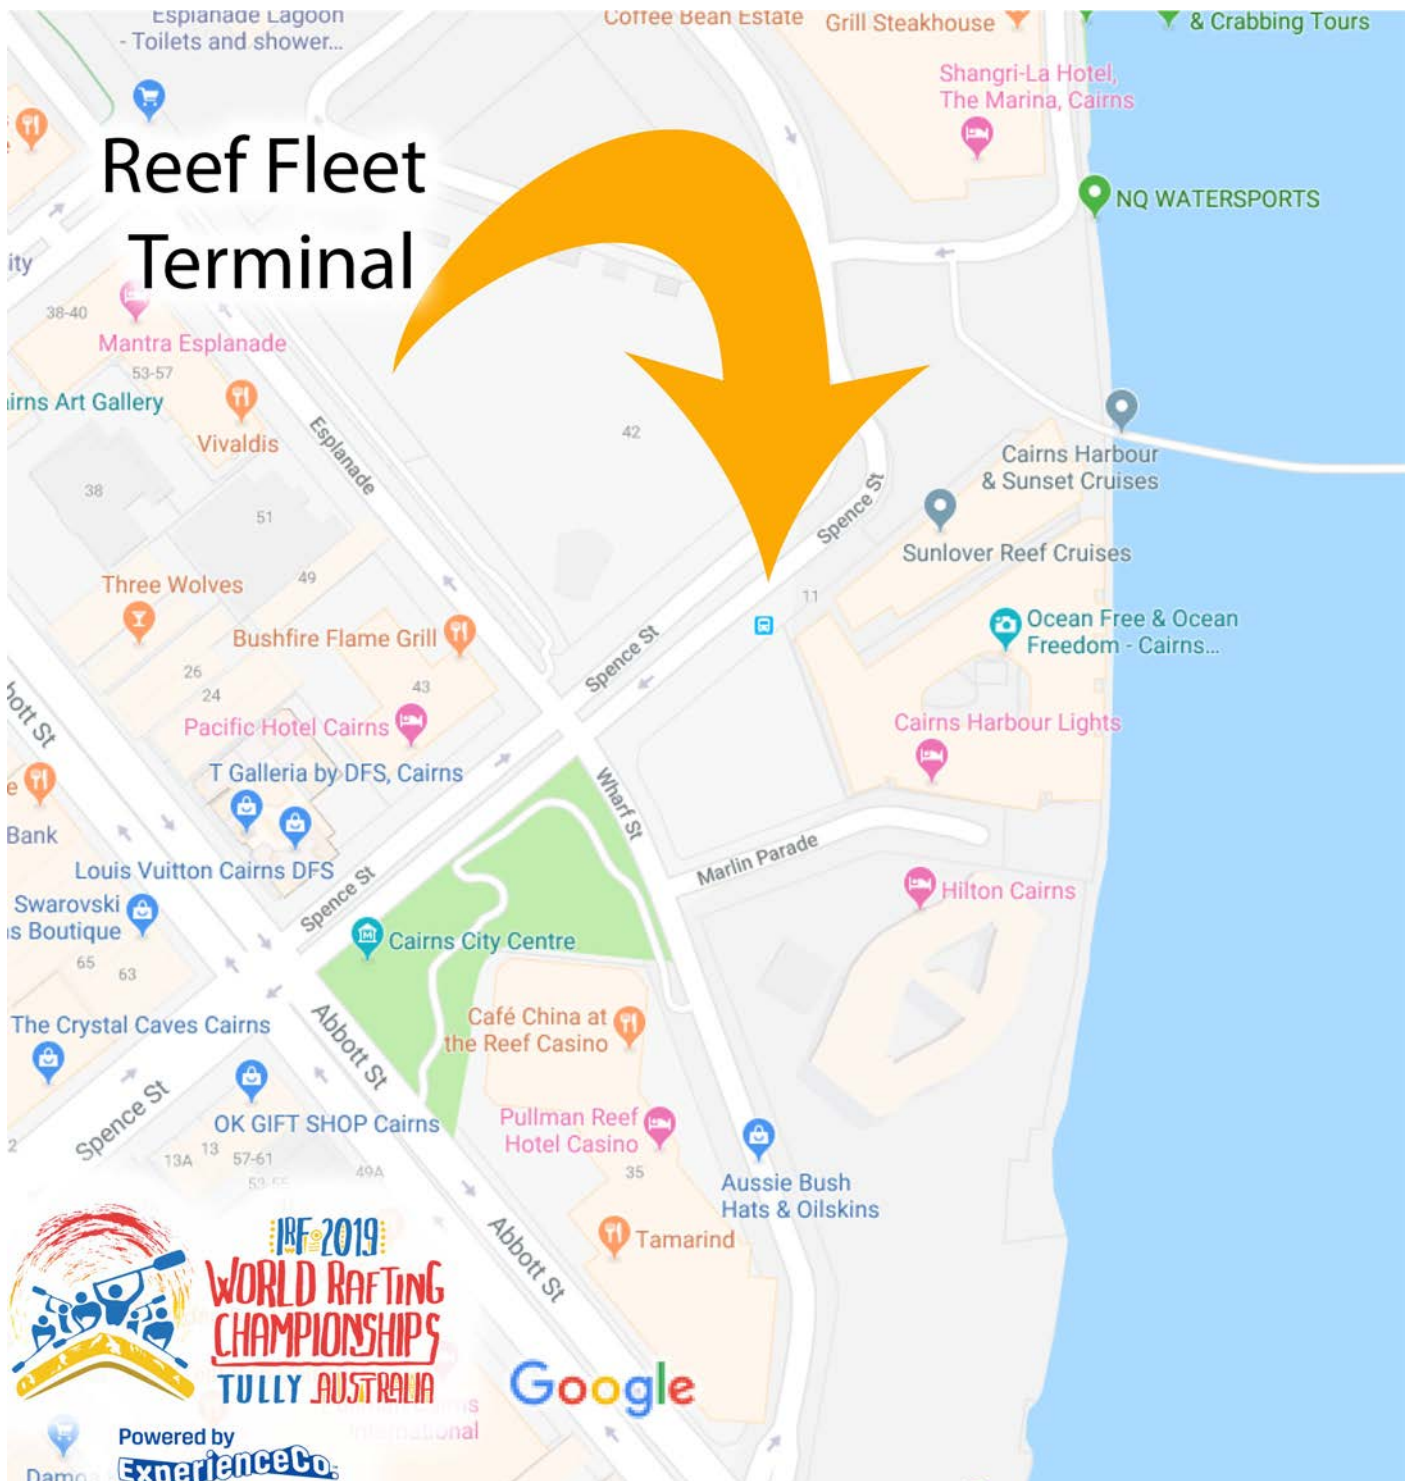 Esplanade Lagoon
- Toilets and shower...
Coffee Bean Estate
Grill Steakhouse
& Crabbing Tours
Shangri-La Hotel,
The Marina, Cairns
Reef Fleet
Terminal
NQ WATERSPORTS
ity
38-40
Mantra Esplanade
53-57
irns Art Gallery
Vivaldis
Esplanade
42
Cairns Harbour
& Sunset Cruises
38
51
Spence St
Sunlover Reef Cruises
Three Wolves
49
11
Ocean Free & Ocean
Freedom - Cairns...
Bushfire Flame Grill
Spence St
26
24
43
bott St
Pacific Hotel Cairns
Cairns Harbour Lights
T Galleria by DFS, Cairns
Wharf St
e
Bank
Marlin Parade
Louis Vuitton Cairns DFS
Spence St
Hilton Cairns
Swarovski
s Boutique
Cairns City Centre
65
63
Café China at
the Reef Casino
The Crystal Caves Cairns
Abbott St
Spence St
OK GIFT SHOP Cairns
Pullman Reef
Hotel Casino
2
13A
13
57-61
49A
35
Aussie Bush
Hats & Oilskins
Tamarind
Abbott St
IRF 2019
WORLD RAFTING
CHAMPIONSHIPS
TULLY AUSTRALIA
Google
International
Powered by
ExperienceCo.